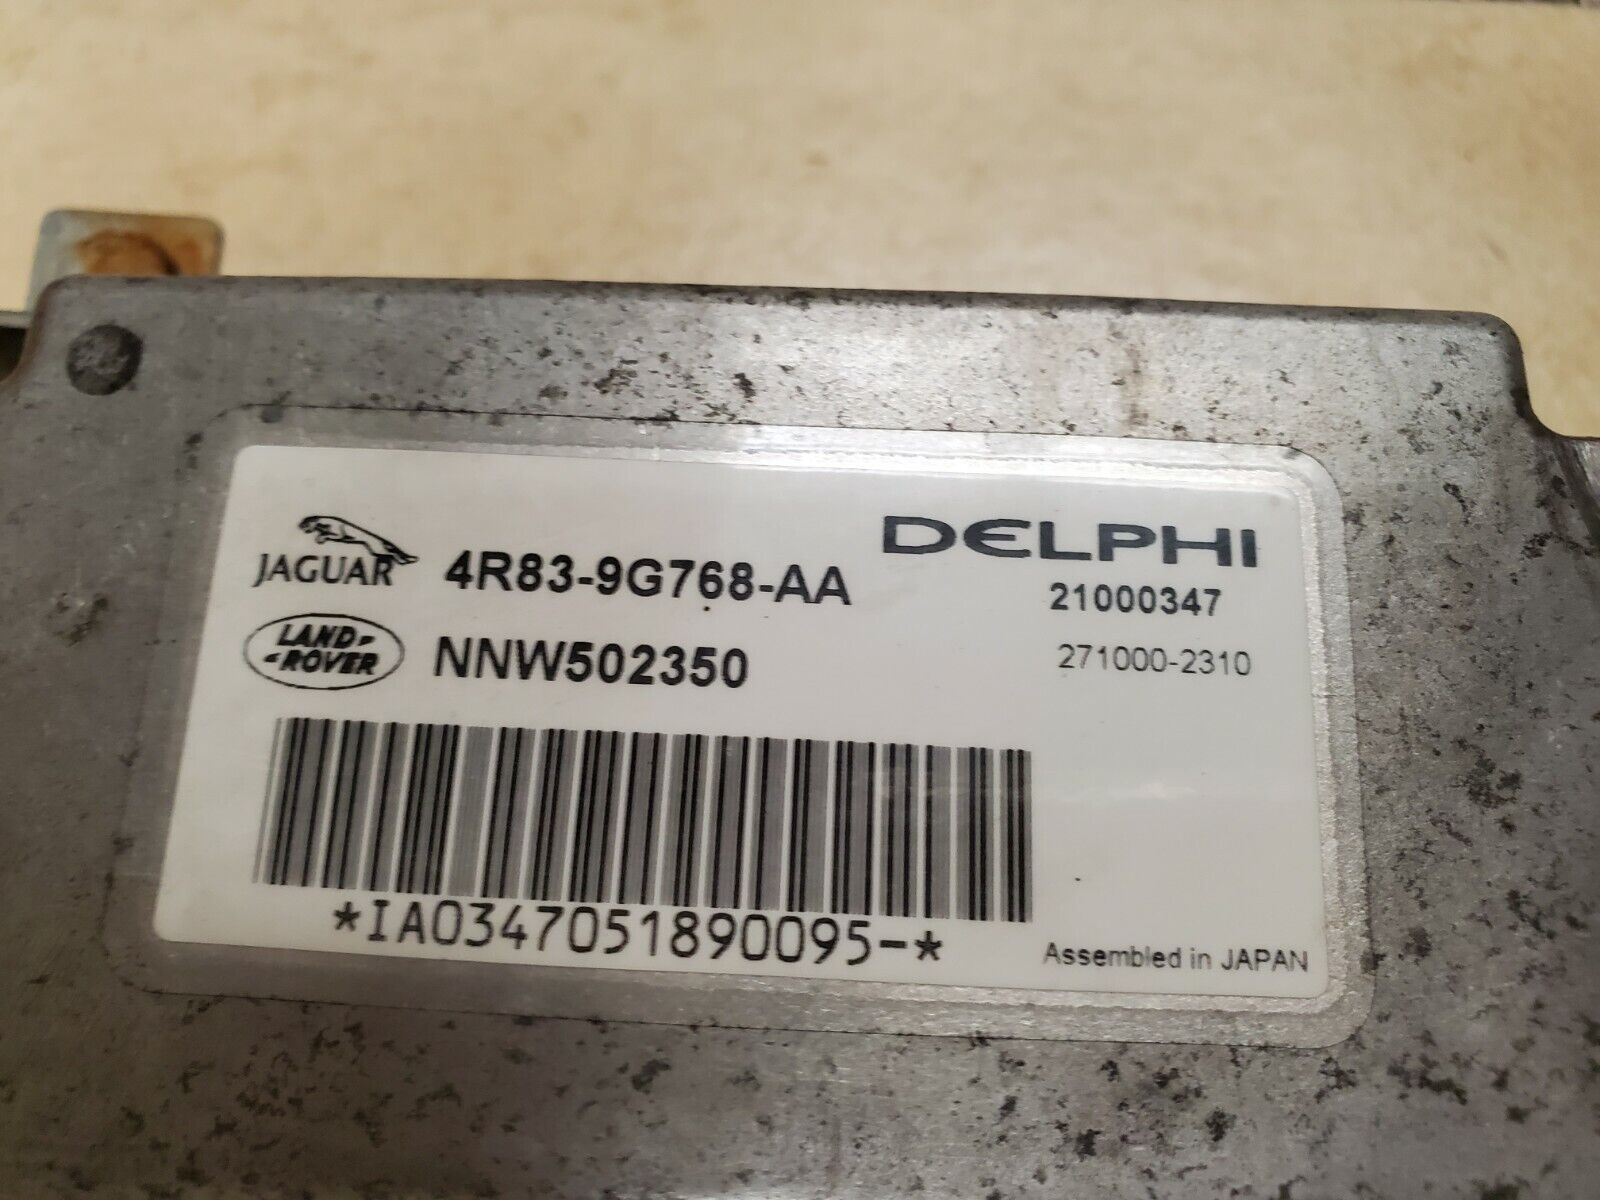 JAGUAR 4R83-9G768-AA
DELPHI
21000347
LAND-
-ROVER
NNW502350
271000-2310
*IA0347051890095-*
Assembled in JAPAN